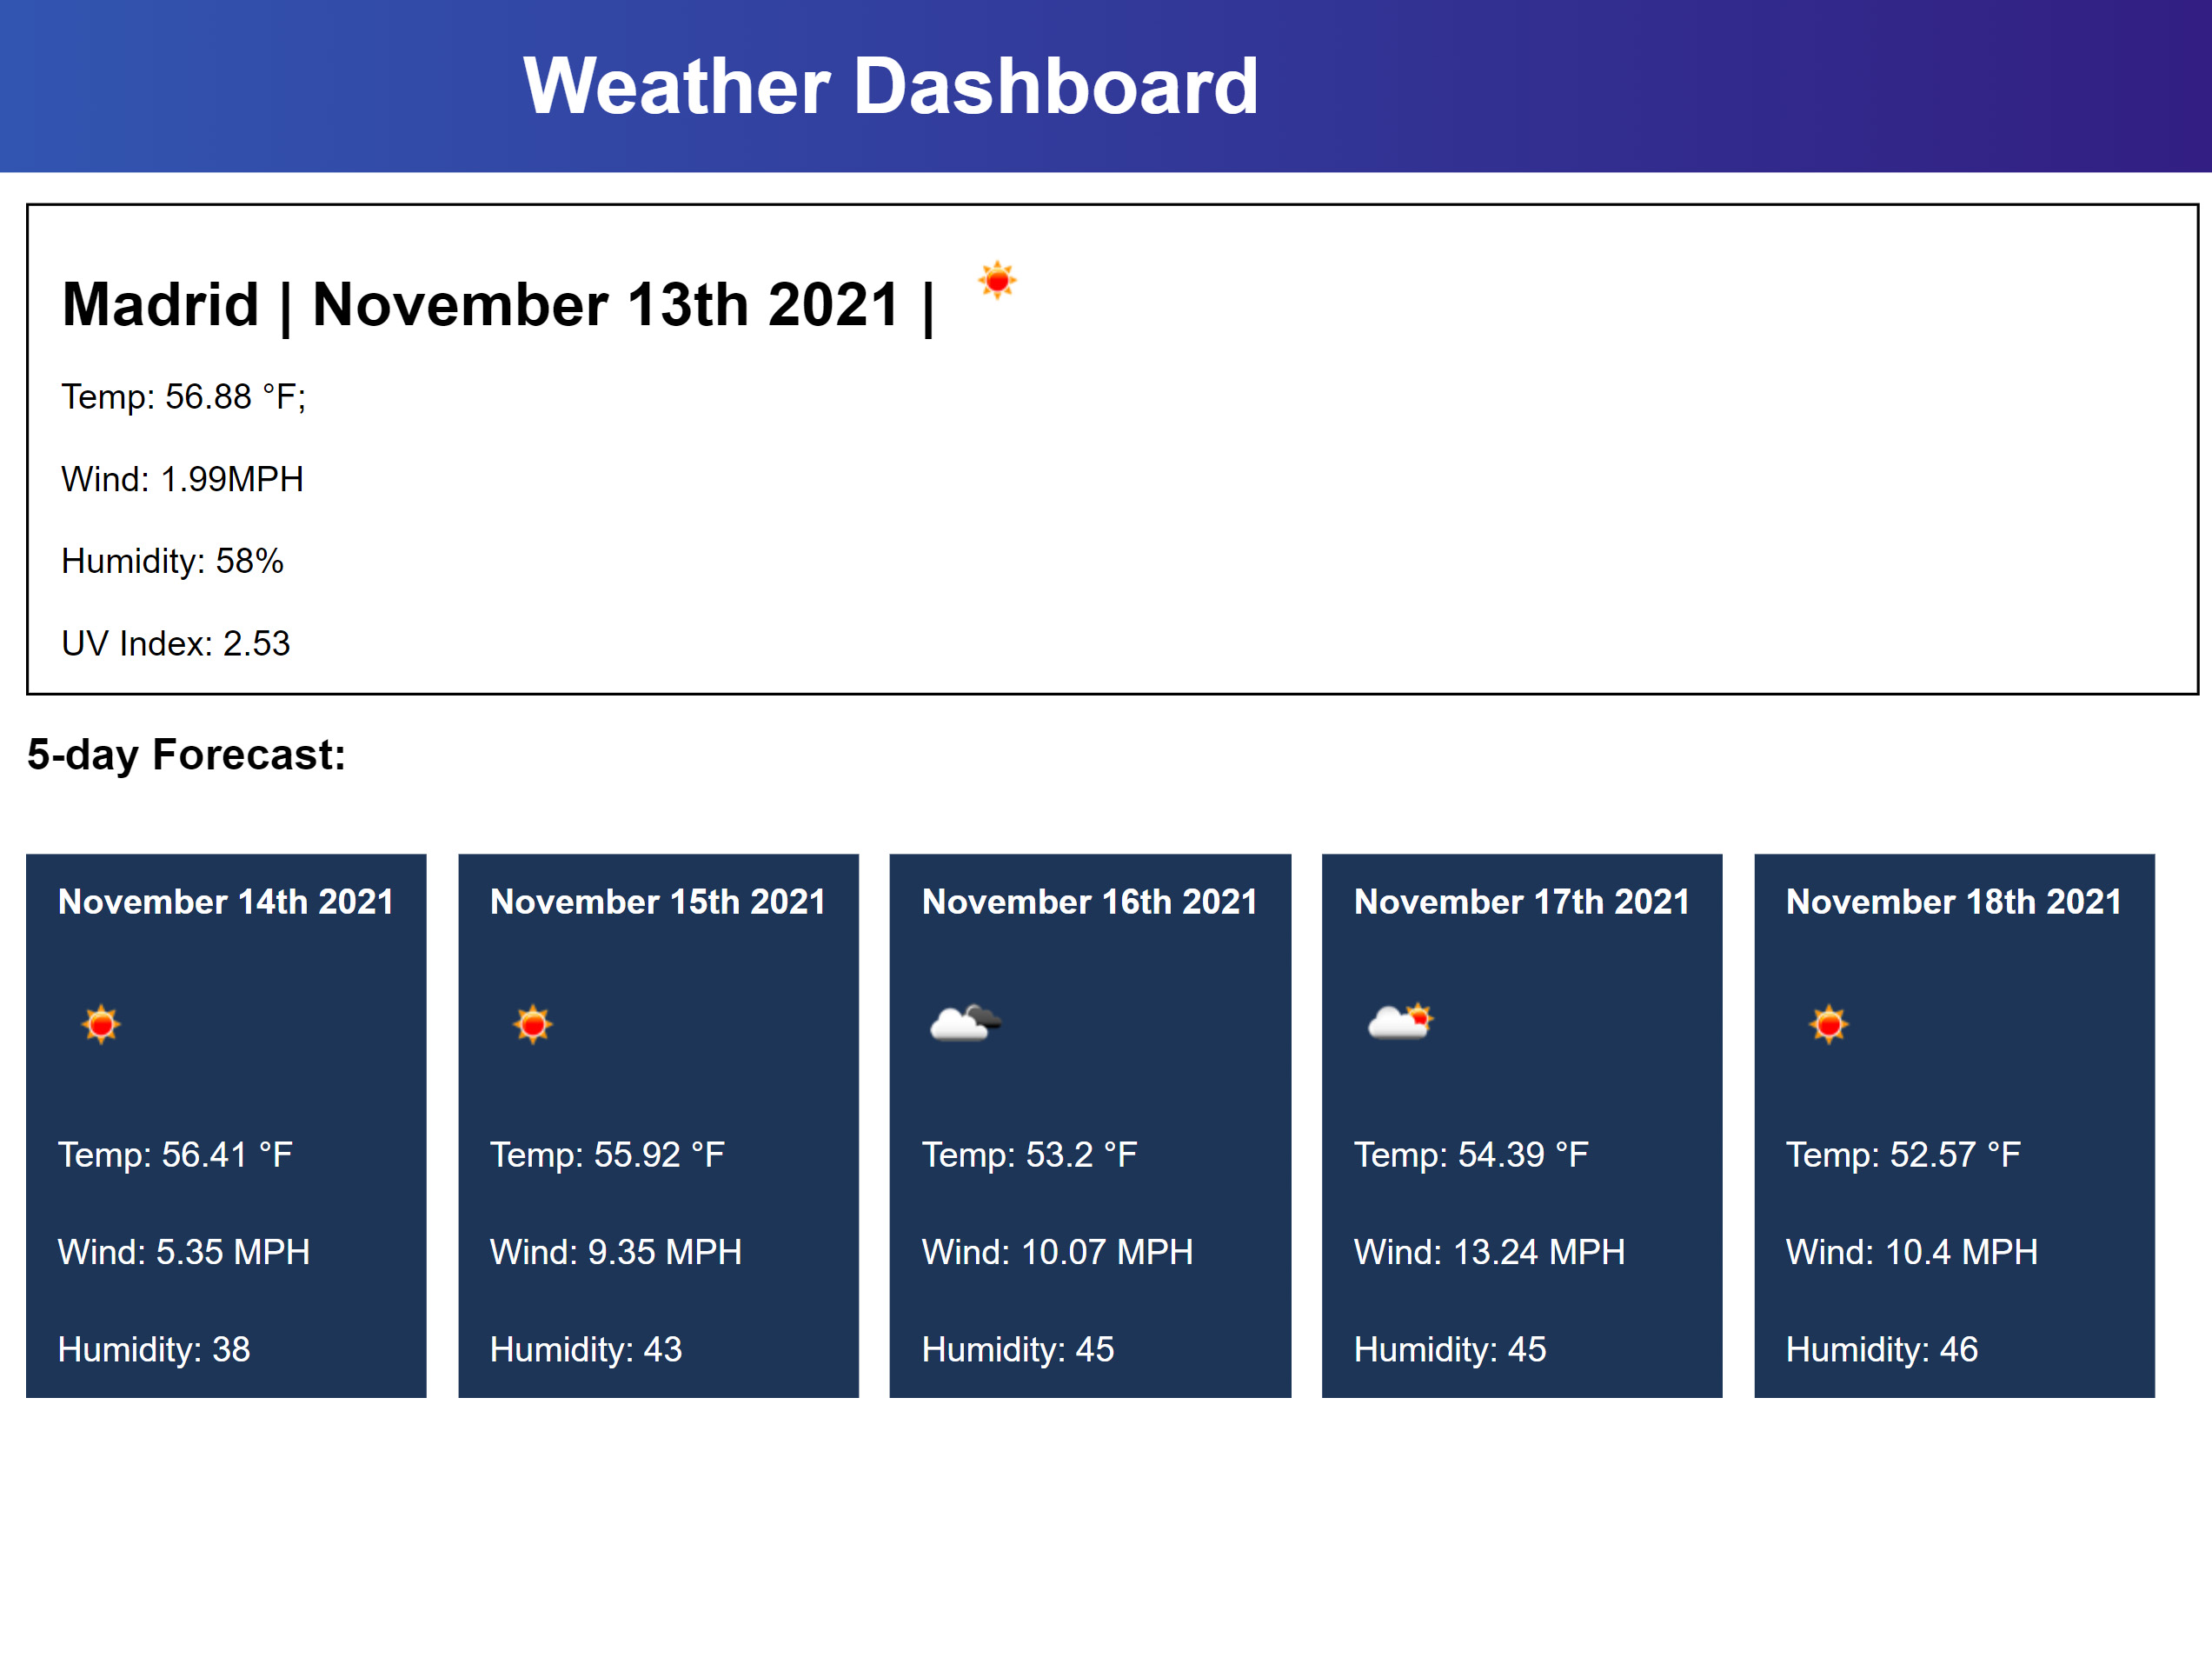 Weather Dashboard
Madrid | November 13th 2021 |
Temp: 56.88 °F;
Wind: 1.99MPH
Humidity: 58%
UV Index: 2.53
5-day Forecast:
November 14th 2021
Temp: 56.41 °F
Wind: 5.35 MPH
Humidity: 38
November 15th 2021
Temp: 55.92 °F
Wind: 9.35 MPH
Humidity: 43
November 16th 2021
Temp: 53.2 °F
Wind: 10.07 MPH
Humidity: 45
November 17th 2021
Temp: 54.39 °F
Wind: 13.24 MPH
Humidity: 45
November 18th 2021
Temp: 52.57 °F
Wind: 10.4 MPH
Humidity: 46